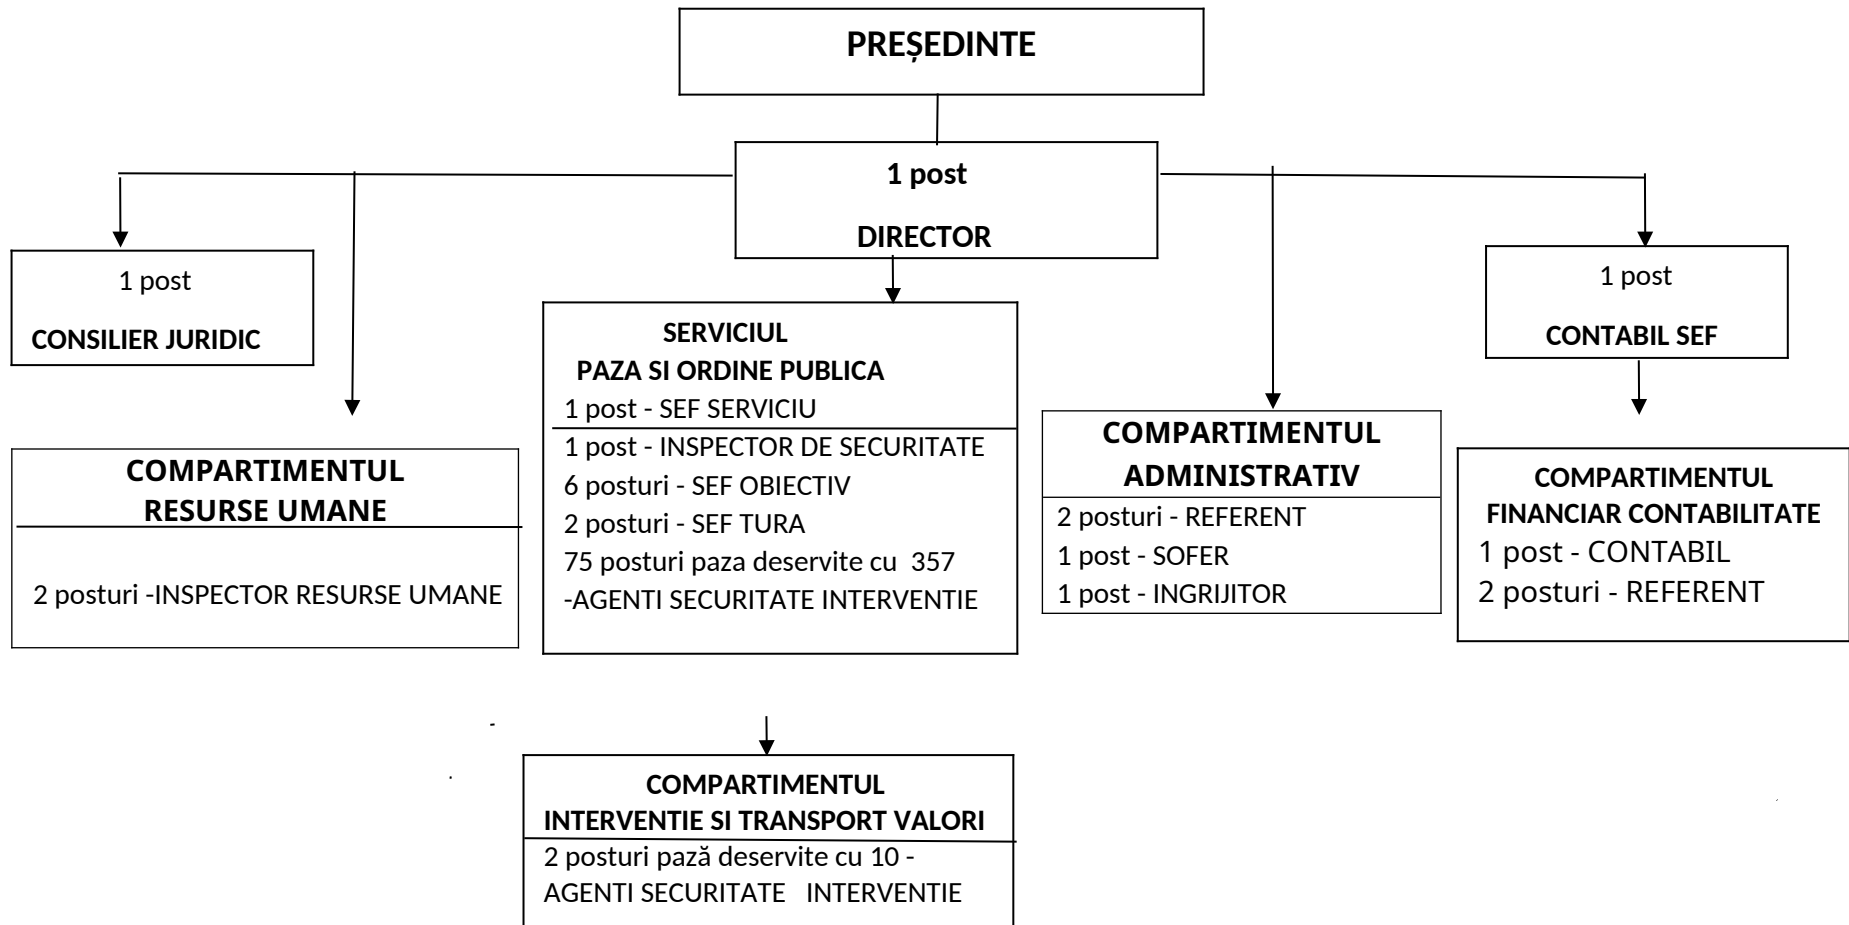 PREȘEDINTE
1 post
DIRECTOR
1 post
CONSILIER JURIDIC
1 post
CONTABIL SEF
SERVICIUL
PAZA SI ORDINE PUBLICA
1 post - SEF SERVICIU
1 post - INSPECTOR DE SECURITATE
6 posturi - SEF OBIECTIV
2 posturi - SEF TURA
75 posturi paza deservite cu 357
-AGENTI SECURITATE INTERVENTIE
COMPARTIMENTUL
RESURSE UMANE
2 posturi -INSPECTOR RESURSE UMANE
COMPARTIMENTUL
ADMINISTRATIV
2 posturi - REFERENT
1 post - SOFER
1 post - INGRIJITOR
COMPARTIMENTUL
FINANCIAR CONTABILITATE
1 post - CONTABIL
2 posturi - REFERENT
COMPARTIMENTUL
INTERVENTIE SI TRANSPORT VALORI
2 posturi pază deservite cu 10 -
AGENTI SECURITATE INTERVENTIE